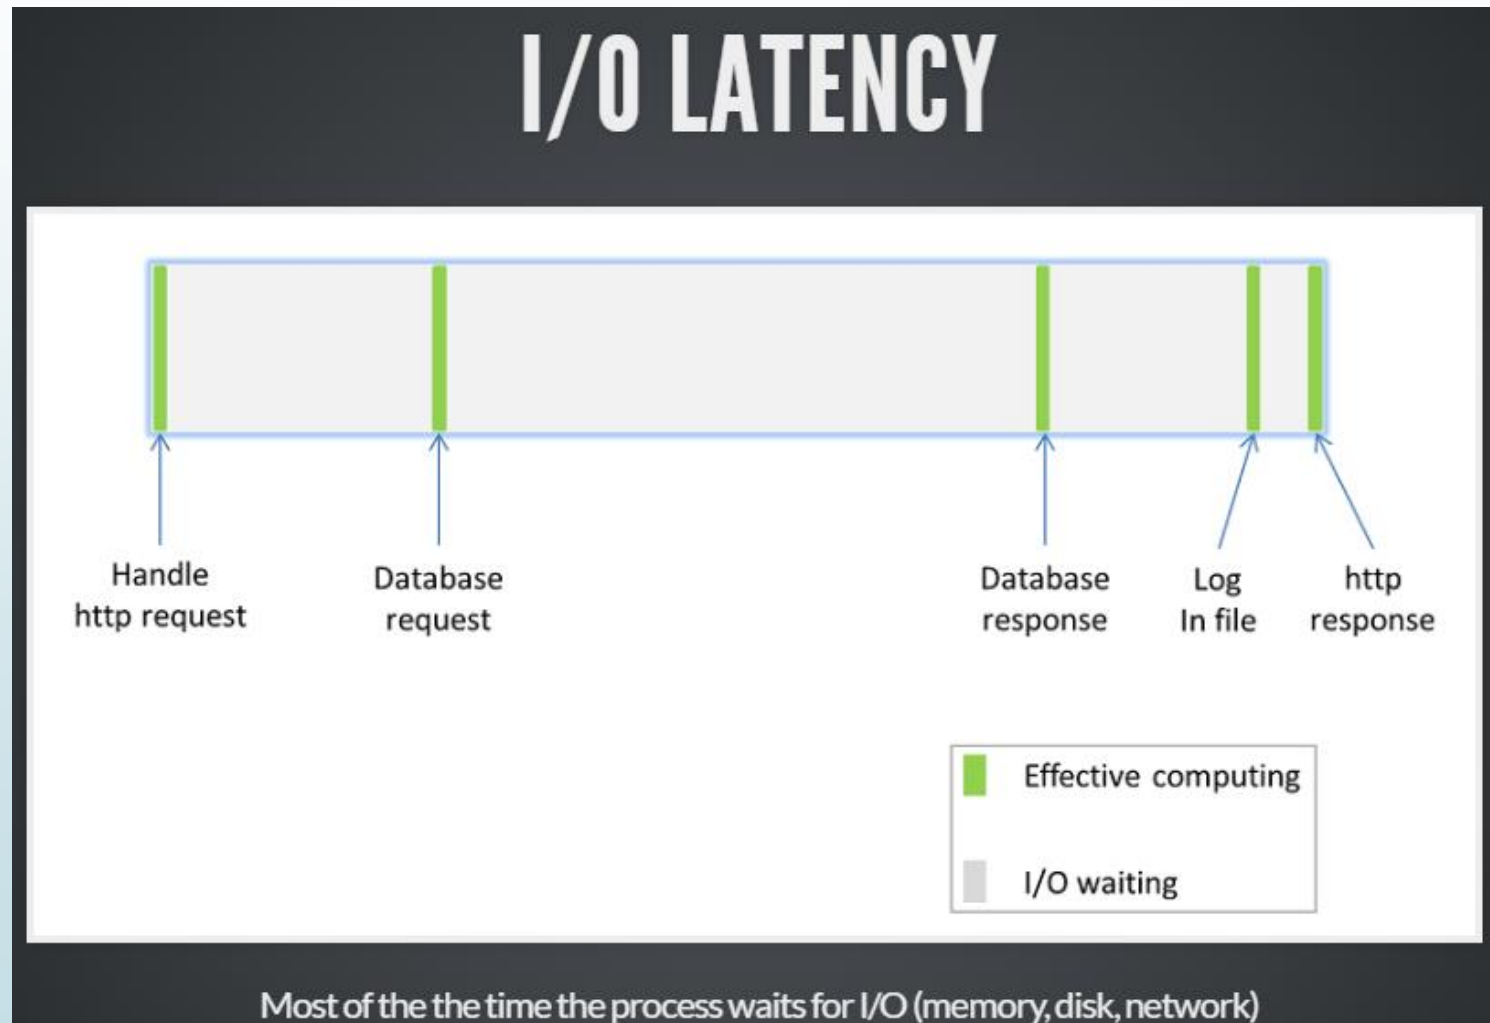 I/O LATENCY
Handle
http request
Database
request
Database
response
Log
In file
http
response
Effective computing
I/O waiting
Most of the the time the process waits for I/O (memory, disk, network)